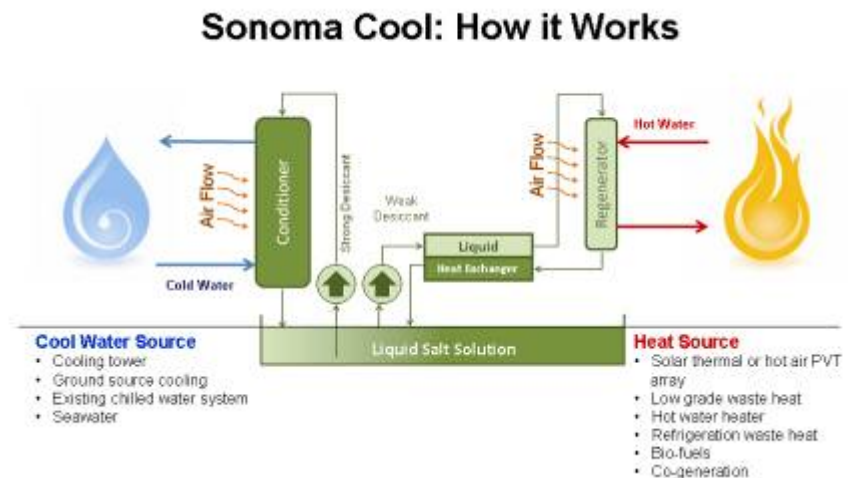 Sonoma Cool: How it Works
Conditioner
Air Flow
Cold Water
Strong Desiccant
Weak
Desiccant
Liquid
Heat Exchanger
Air Flow
Regenerator
Hot Water
Liquid Salt Solution
Cool Water Source
• Cooling tower
• Ground source cooling
• Existing chilled water system
• Seawater
Heat Source
• Solar thermal or hot air PVT
array
• Low grade waste heat
• Hot water heater
• Refrigeration waste heat
• Bio-fuels
• Co-generation